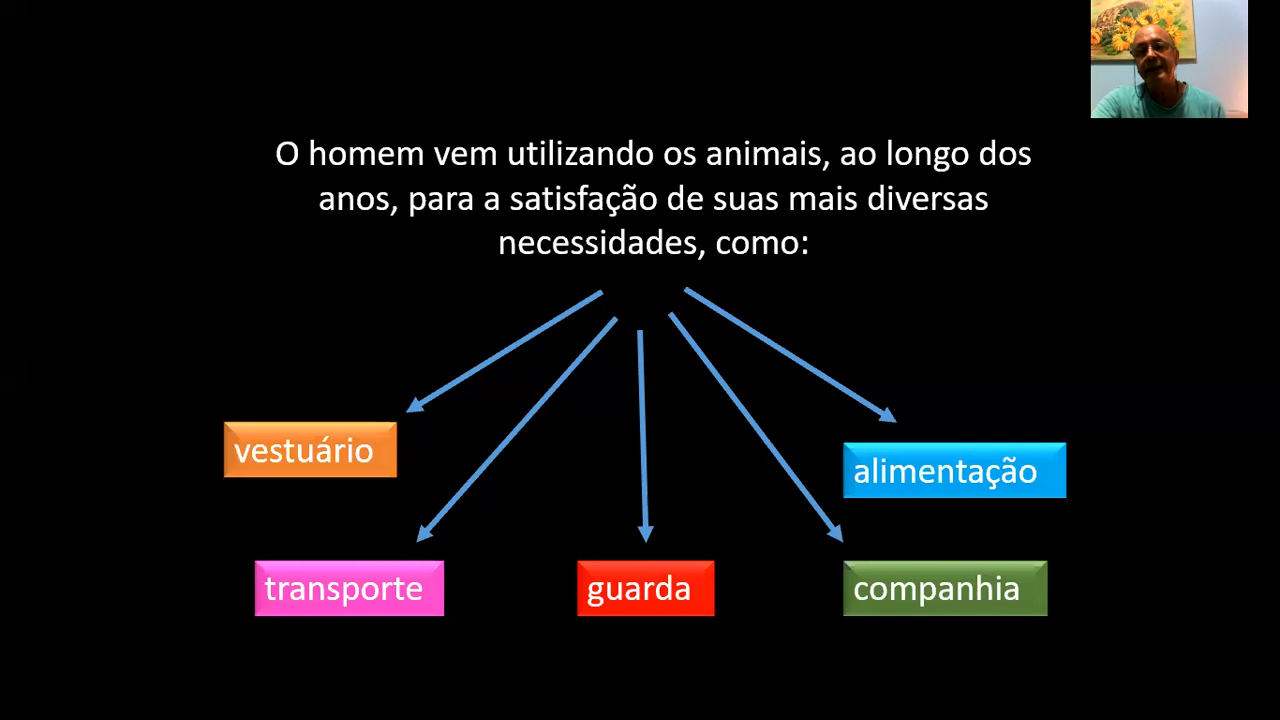 O homem vem utilizando os animais, ao longo dos
anos, para a satisfação de suas mais diversas
necessidades, como:
vestuário
alimentação
transporte
guarda
companhia